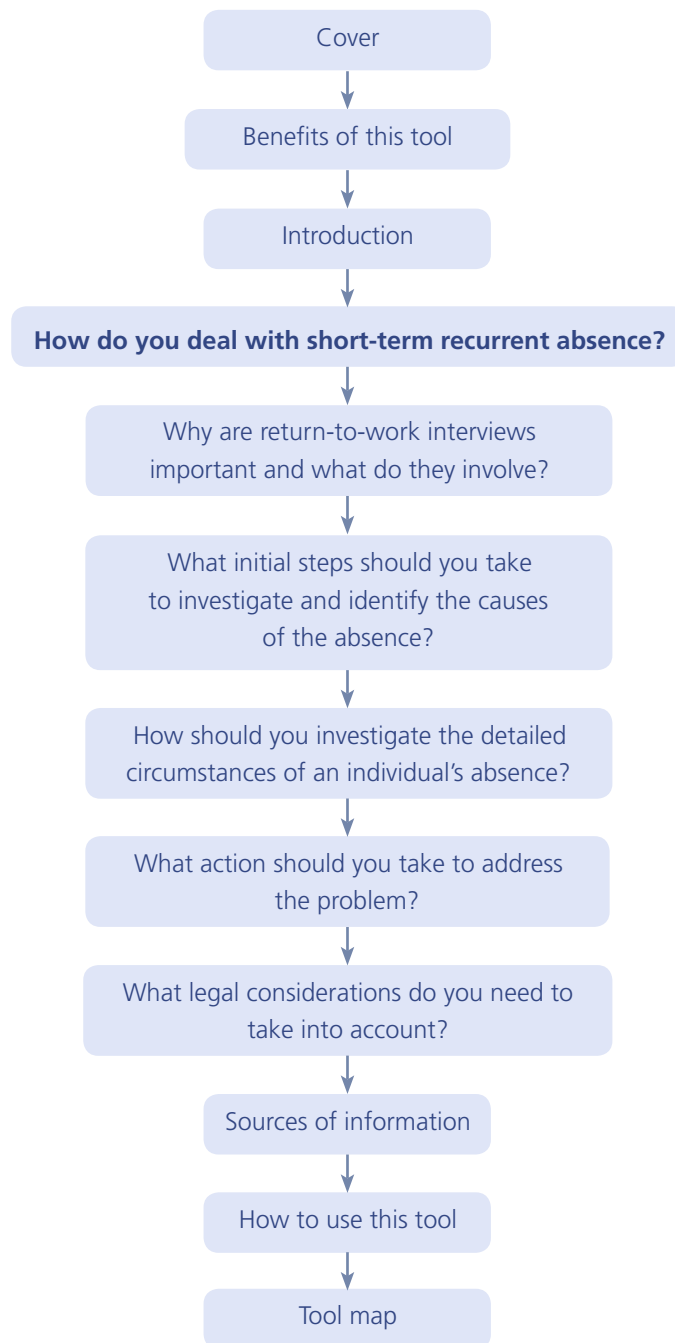 Cover
Benefits of this tool
Introduction
How do you deal with short-term recurrent absence?
Why are return-to-work interviews
important and what do they involve?
What initial steps should you take
to investigate and identify the causes
of the absence?
How should you investigate the detailed
circumstances of an individual’s absence?
What action should you take to address
the problem?
What legal considerations do you need to
take into account?
Sources of information
How to use this tool
Tool map